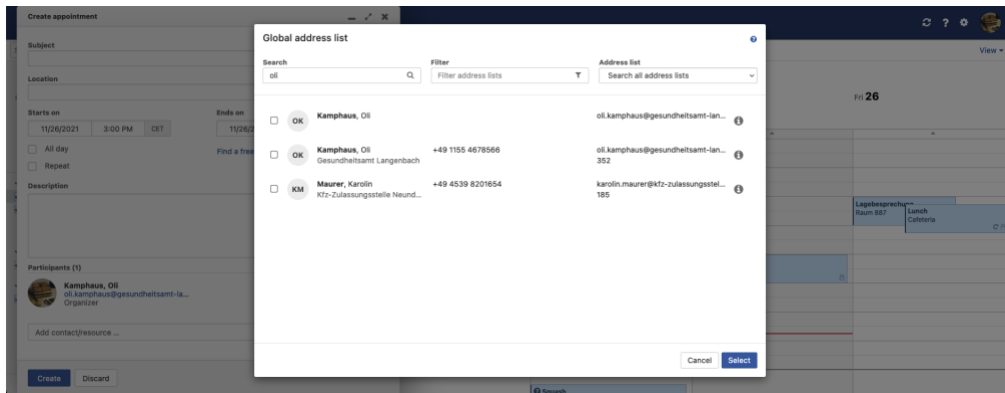 Create appointment
Subject
Location
Starts on
Ends on
11/26/2021
3:00 PM
CET
11/26/2
All day
Find a free
Repeat
Description
Participants (1)
Kamphaus, Oli
oli.kamphaus@gesundheitsamt-la...
Organizer
Add contact/resource ...
Create
Discard
Global address list
Search
Filter
Address list
oli
Filter address lists
Search all address lists
OK
Kamphaus, Oli
oli.kamphaus@gesundheitsamt-lan...
OK
Kamphaus, Oli
+49 1155 4678566
oli.kamphaus@gesundheitsamt-lan...
Gesundheitsamt Langenbach
352
KM
Maurer, Karolin
+49 4539 8201654
karolin.maurer@kfz-zulassungsstel...
Kfz-Zulassungsstelle Neund...
185
Cancel
Select
View
Fri 26
Lagebesprechung
Raum 887
Lunch
Cafeteria
Squash